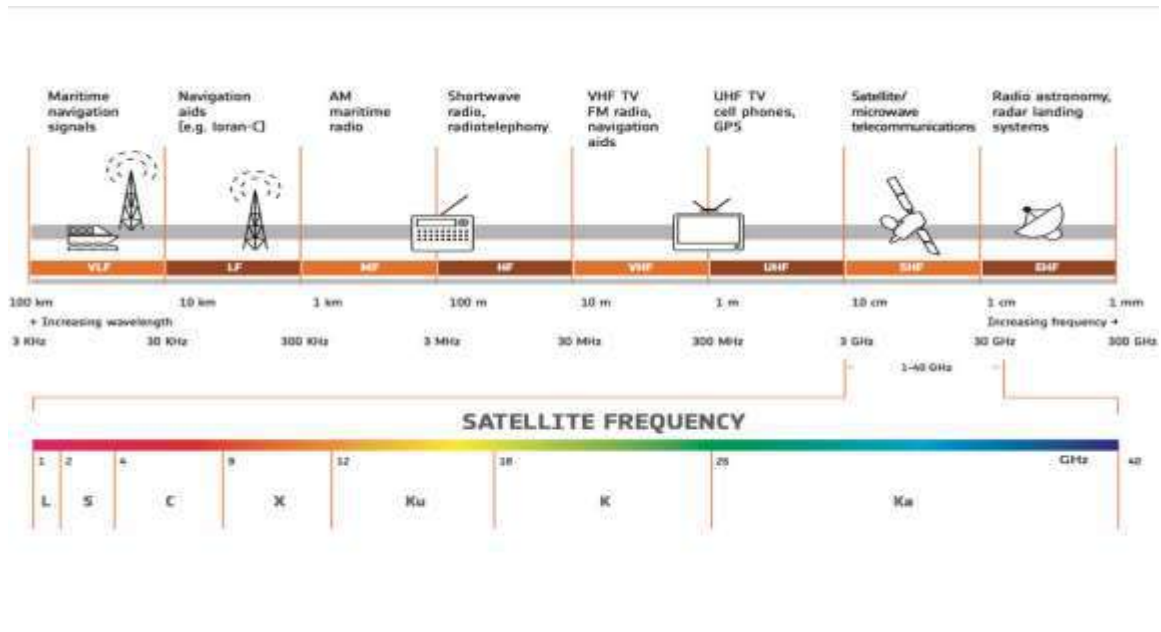 Maritime
navigation
signals
Navigation
aids
[e.g. loran-C]
AM
maritime
radio
Shortwave
radio,
radiotelephony
VHF TV
FM radio,
navigation
aids
UHF TV
cell phones,
GPS
Satellite/
microwave
telecommunications
Radio astronomy,
radar landing
systems
VLF
LF
MF
HF
VHF
UHF
SHF
EHF
100 km
10 km
1 km
100 m
10 m
1 m
10 cm
1 cm
1 mm
Increasing wavelength
Increasing frequency
3 KHz
30 KHz
300 KHz
3 MHz
30 MHz
300 MHz
3 GHz
30 GHz
300 GHz
1-40 GHz
SATELLITE FREQUENCY
1
2
4
12
18
26
GHz
40
L
S
C
X
Ku
K
Ka